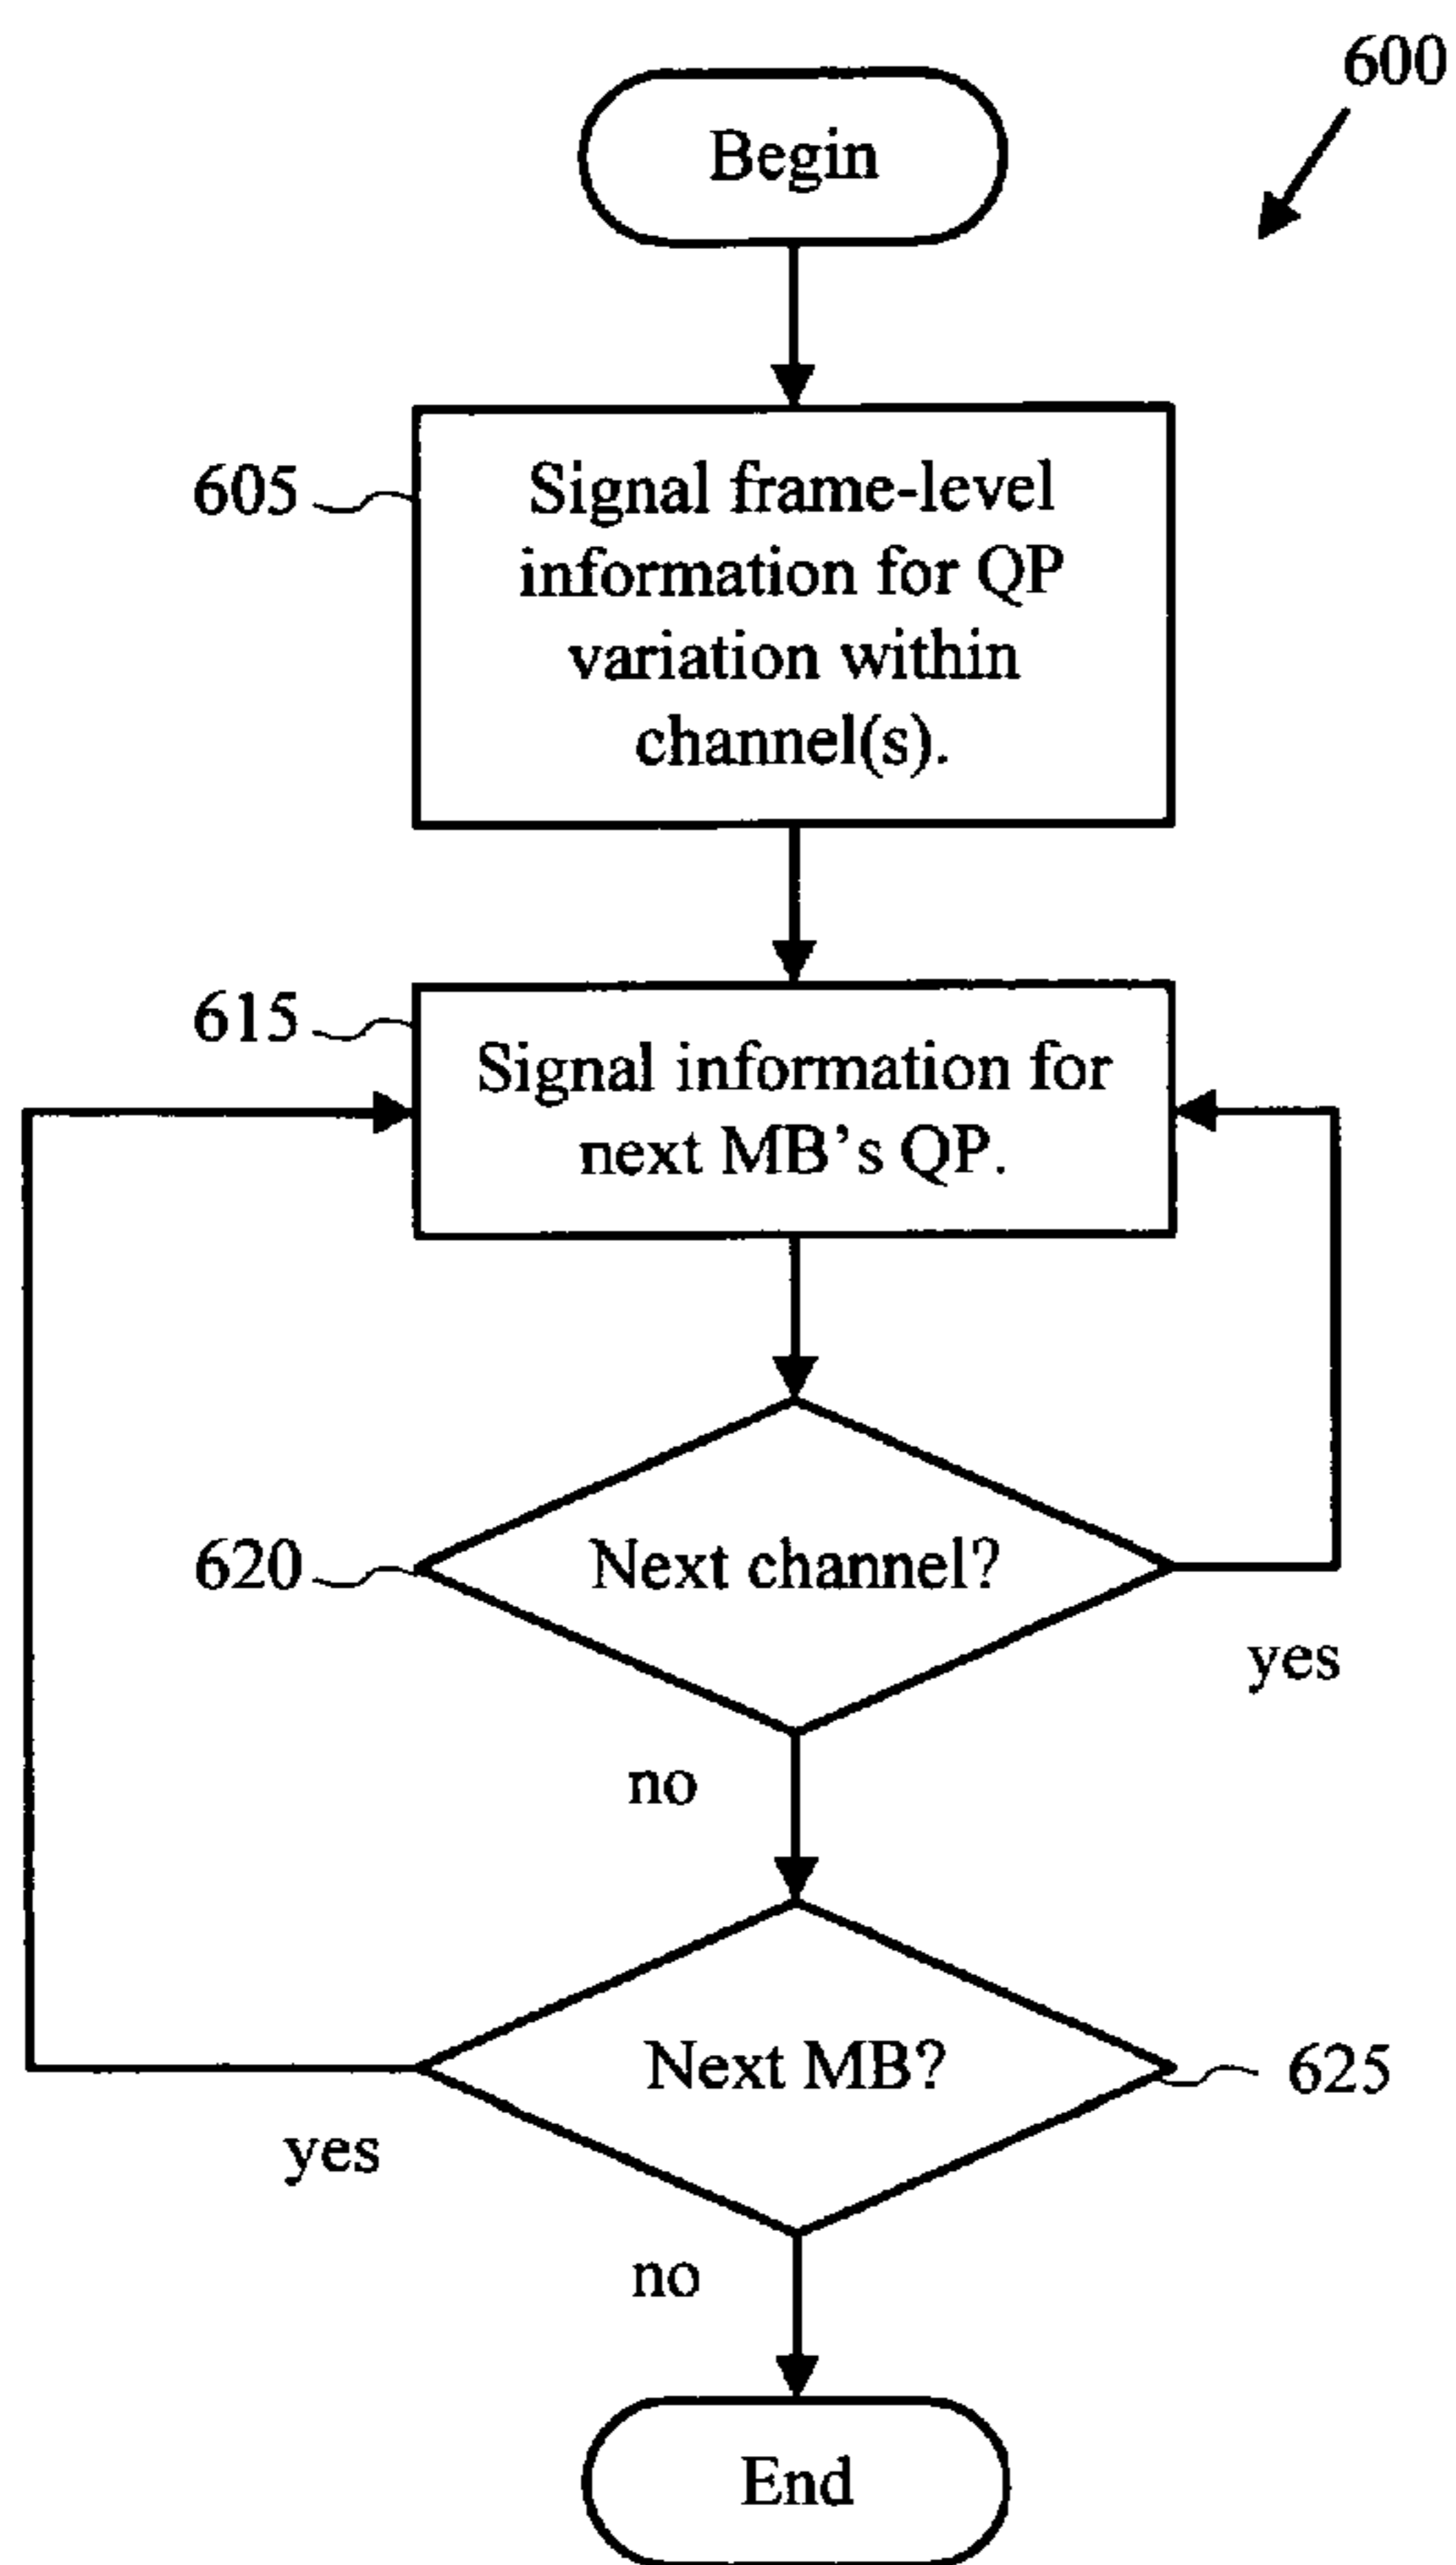 600
Begin
605
Signal frame-level
information for QP
variation within
channel(s).
615
Signal information for
next MB's QP.
620
Next channel?
yes
no
Next MB?
625
yes
no
End